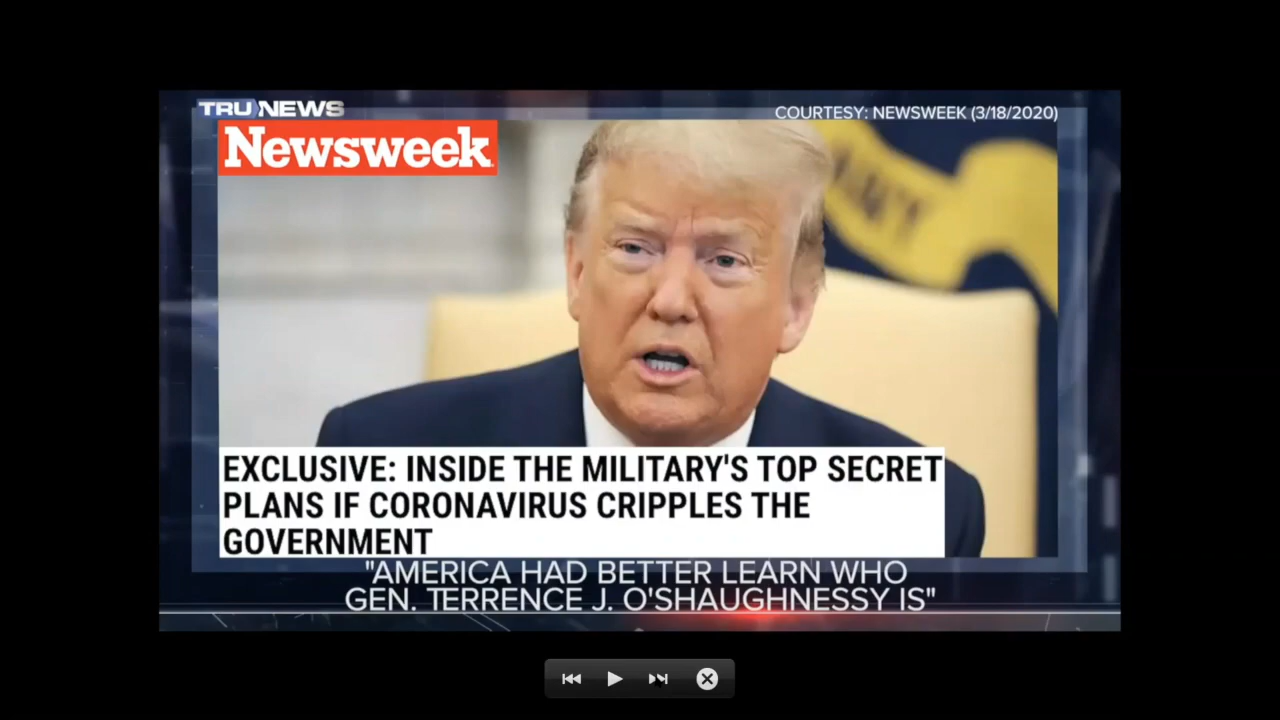 TRUNEWS
COURTESY: NEWSWEEK (3/18/2020)
Newsweek
EXCLUSIVE: INSIDE THE MILITARY'S TOP SECRET
PLANS IF CORONAVIRUS CRIPPLES THE
GOVERNMENT
"AMERICA HAD BETTER LEARN WHO
GEN. TERRENCE J. O'SHAUGHNESSY IS"